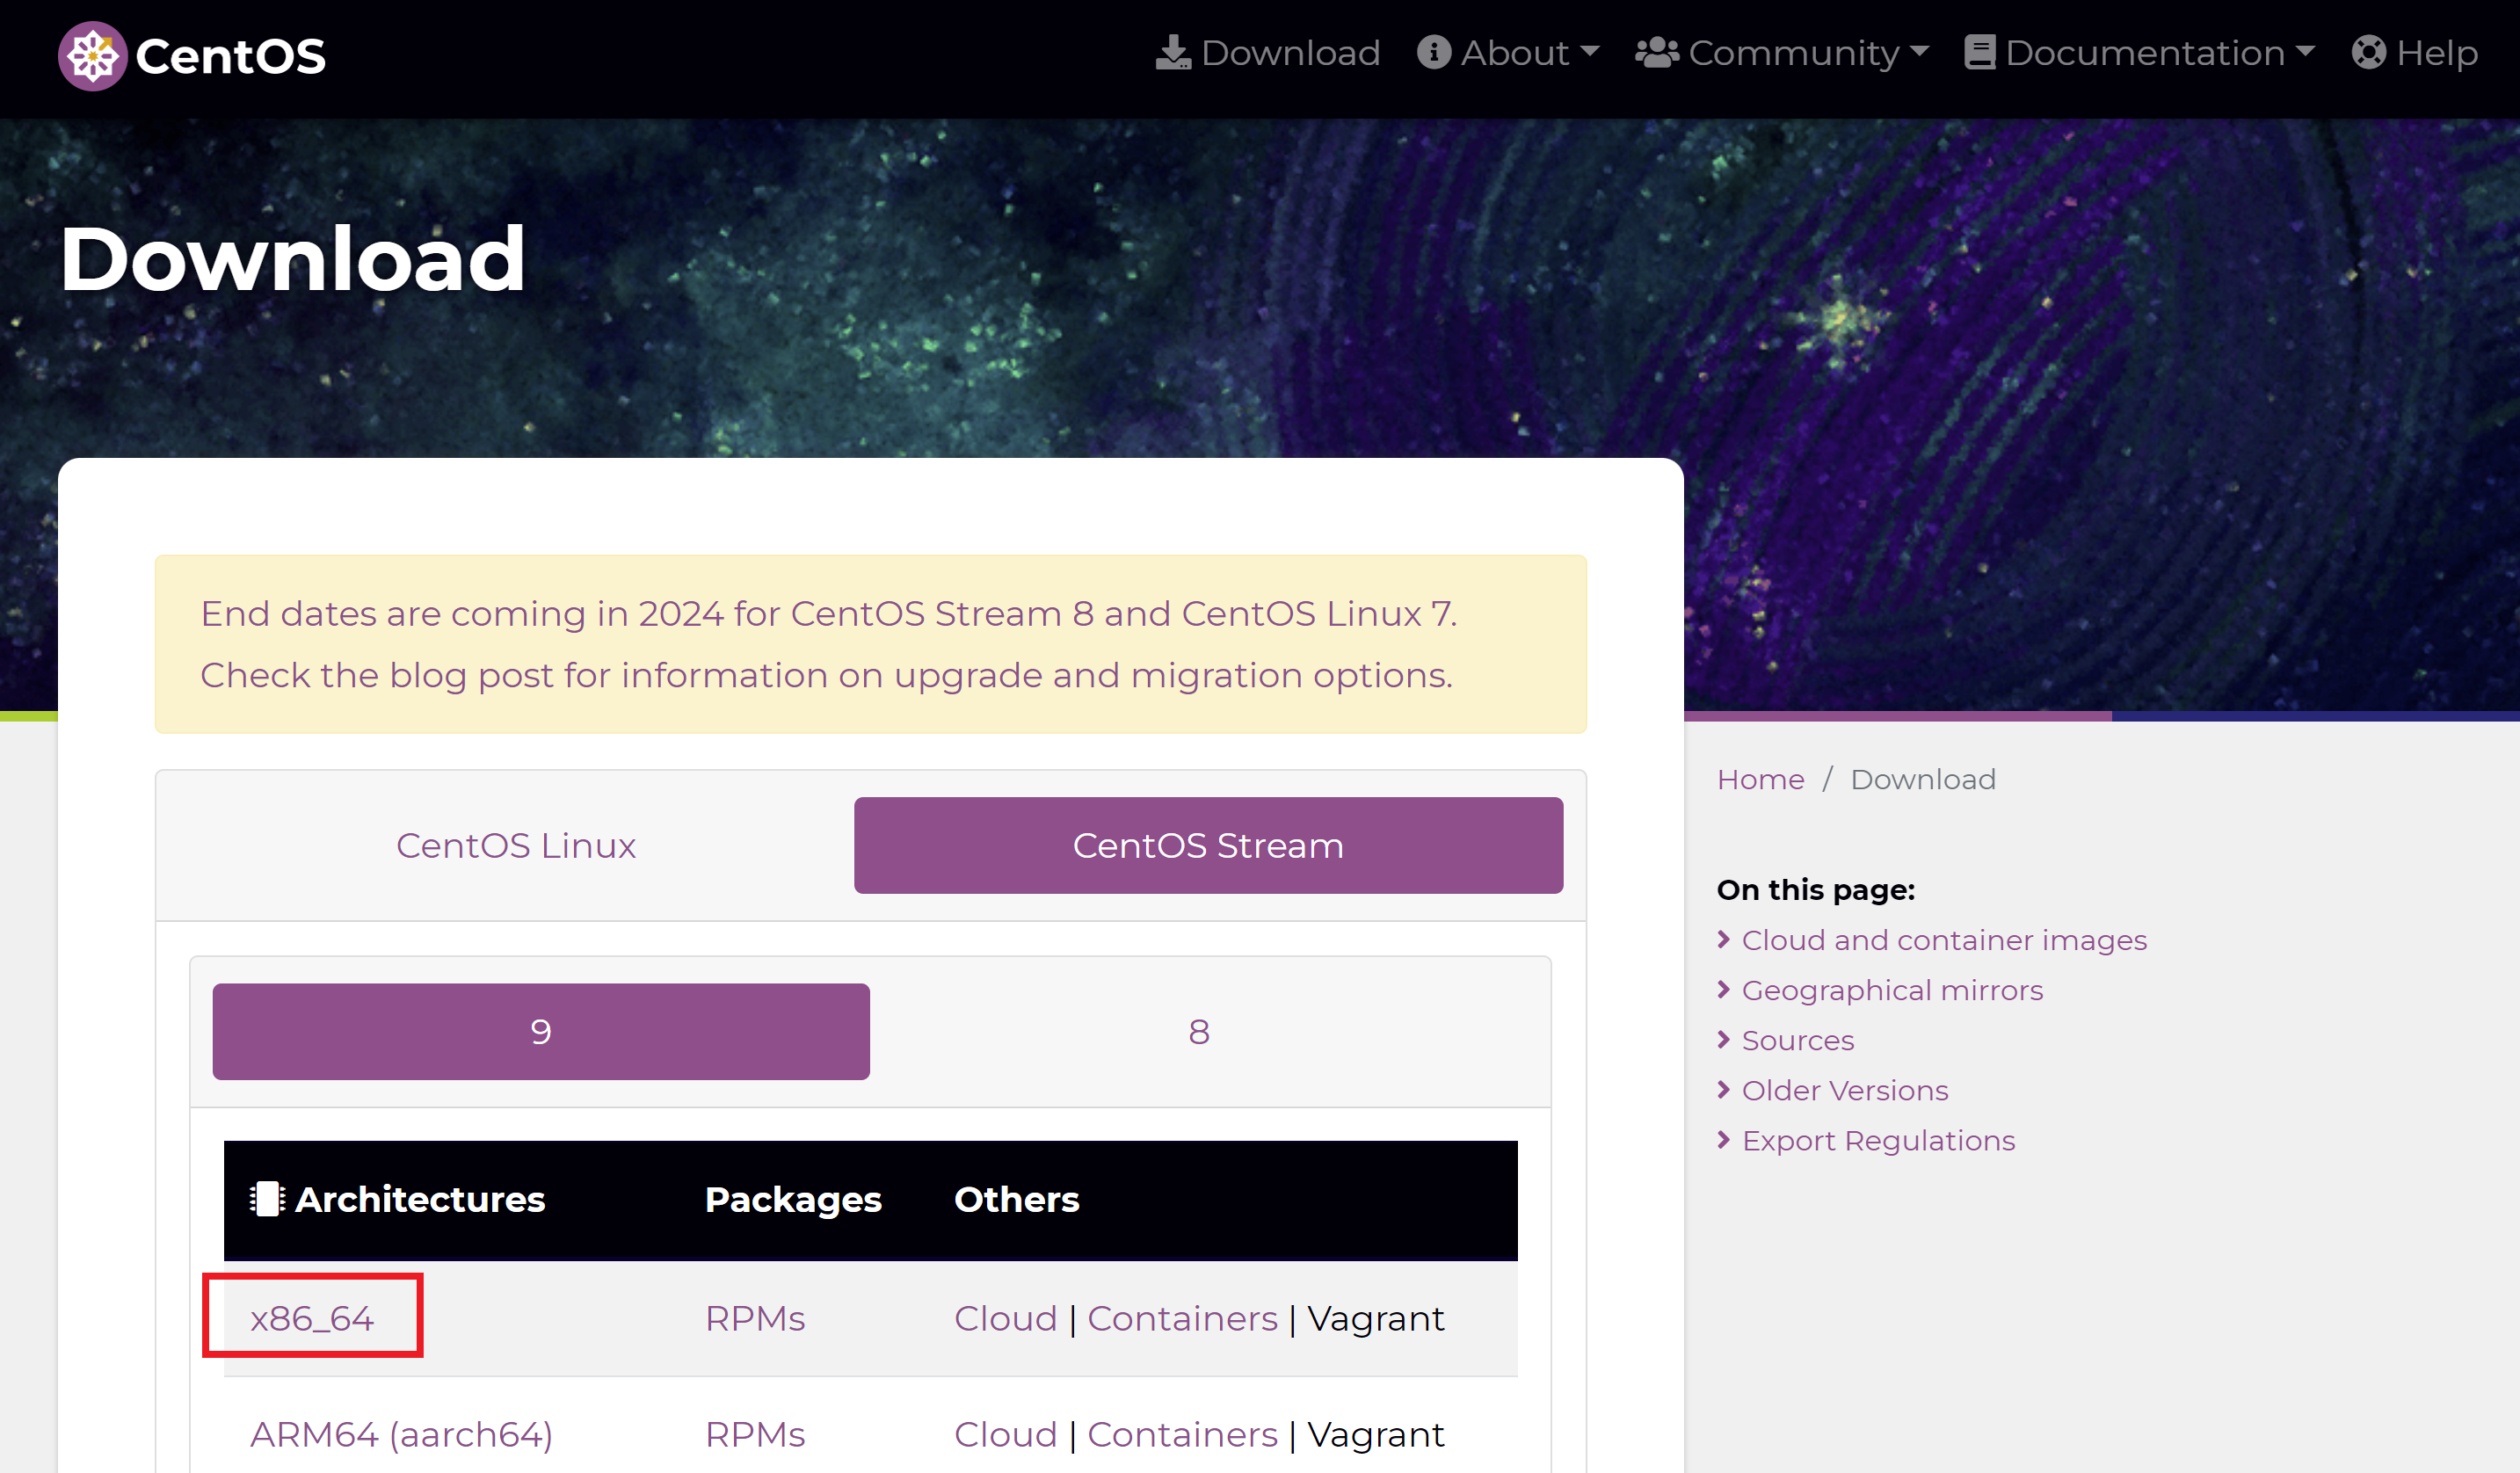 CentOS
Download About Community Documentation Help
Download
End dates are coming in 2024 for CentOS Stream 8 and CentOS Linux 7.
Check the blog post for information on upgrade and migration options.
CentOS Linux CentOS Stream
9 8
Architectures Packages Others
x86_64 RPMs Cloud | Containers | Vagrant
ARM64 (aarch64) RPMs Cloud | Containers | Vagrant
Home / Download
On this page:
Cloud and container images
Geographical mirrors
Sources
Older Versions
Export Regulations